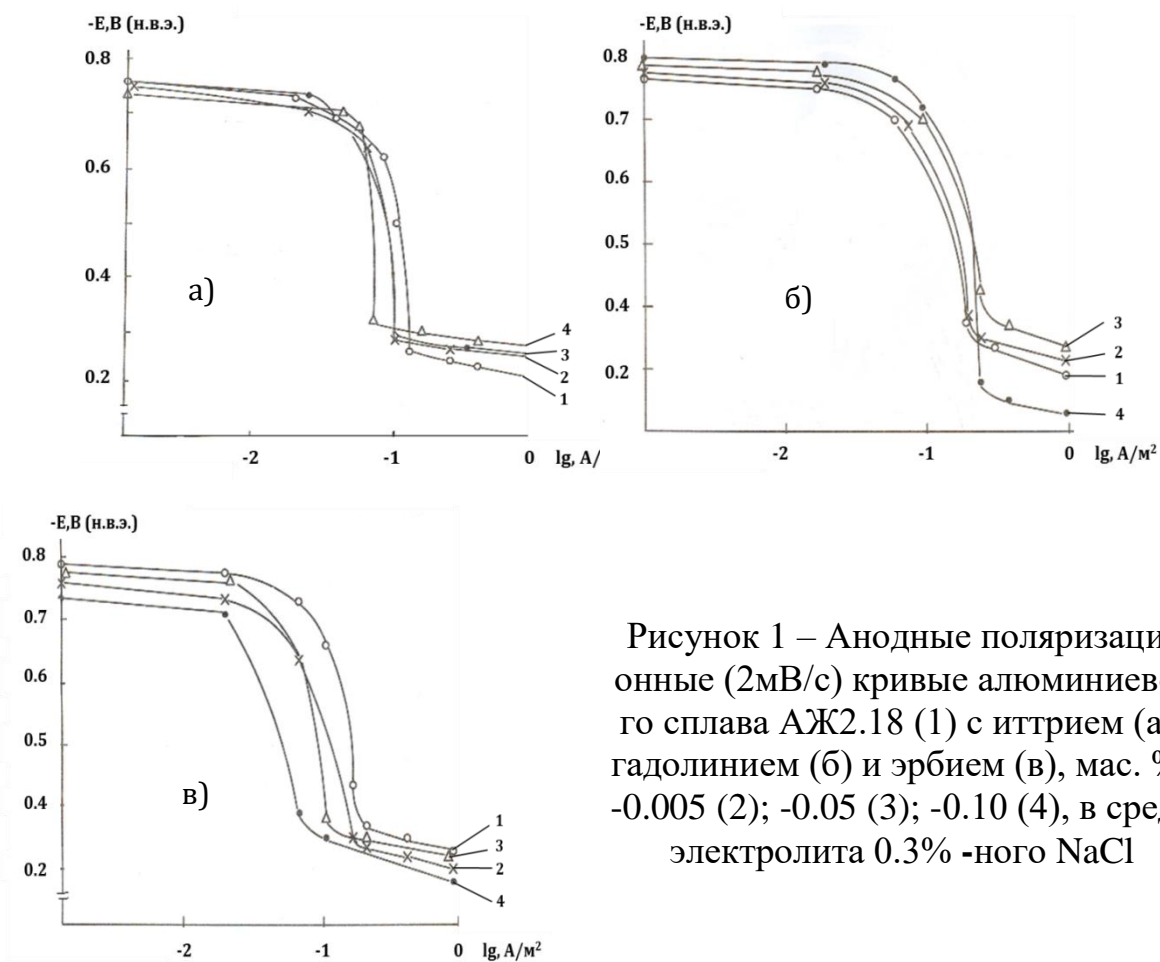 -E,В (н.в.э.)
0.8
0.6
0.4
0.2
а)
4
3
2
1
-2
-1
0
lg, А/
-E,В (н.в.э.)
0.8
0.7
0.6
0.5
0.4
0.2
б)
3
2
1
4
-2
-1
0
lg, А/м²
-E,В (н.в.э.)
0.8
0.7
0.6
0.5
0.4
0.2
в)
1
3
2
4
-2
-1
0
lg, А/м²
Рисунок 1 – Анодные поляризаци
онные (2мВ/с) кривые алюминиев
го сплава АЖ2.18 (1) с иттрием (а
гадолинием (б) и эрбием (в), мас. %
-0.005 (2); -0.05 (3); -0.10 (4), в сред
электролита 0.3% -ного NaCl